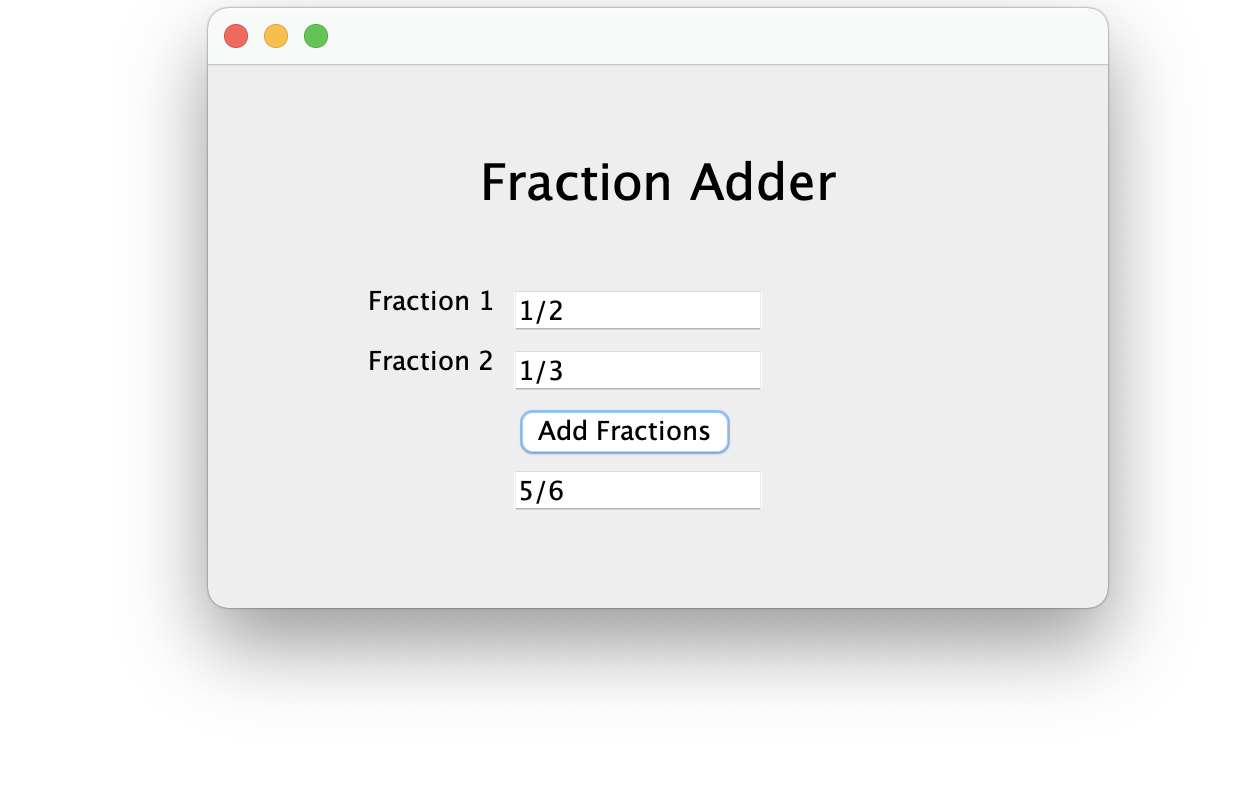 Fraction Adder
Fraction 1 1/2
Fraction 2 1/3
Add Fractions
5/6